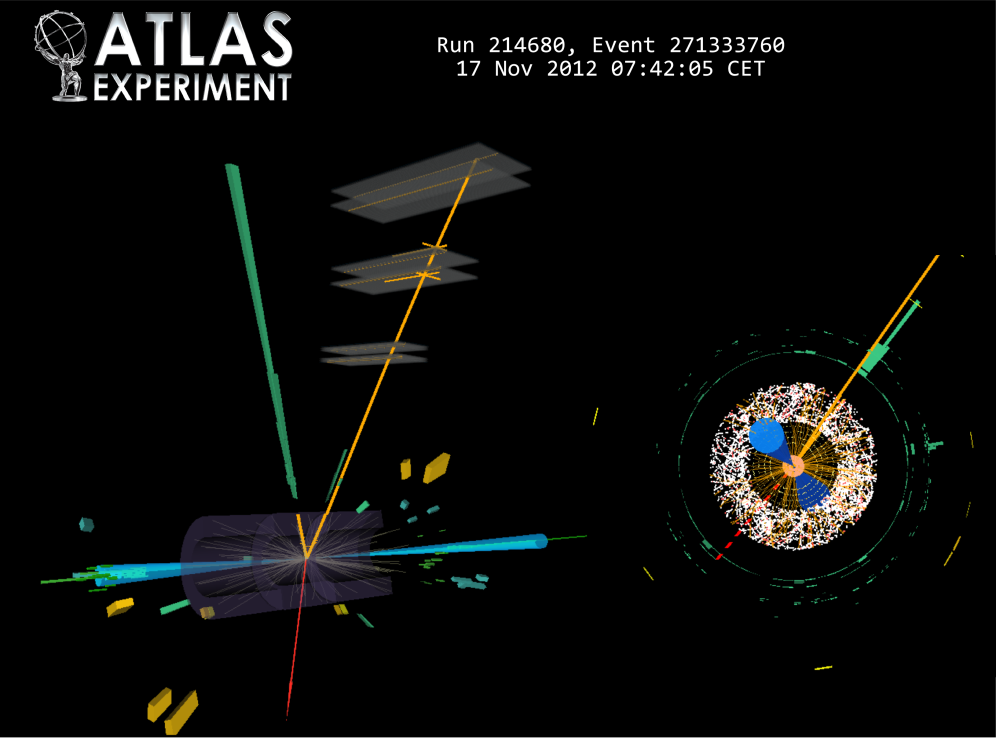 ATLAS
EXPERIMENT
Run 214680, Event 271333760
17 Nov 2012 07:42:05 CET